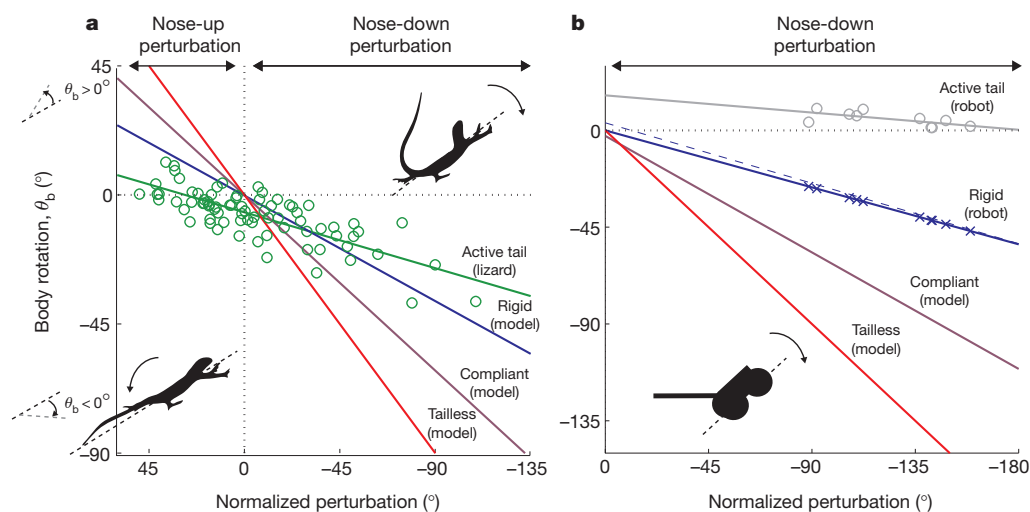 a
Nose-up
perturbation
Nose-down
perturbation
45
0
−45
−90
Body rotation, θb (°)
θb > 0°
θb < 0°
Active tail
(lizard)
Rigid
(model)
Compliant
(model)
Tailless
(model)
45
0
−45
−90
−135
Normalized perturbation (°)
b
Nose-down
perturbation
0
−45
−90
−135
Active tail
(robot)
Rigid
(robot)
Compliant
(model)
Tailless
(model)
0
−45
−90
−135
−180
Normalized perturbation (°)